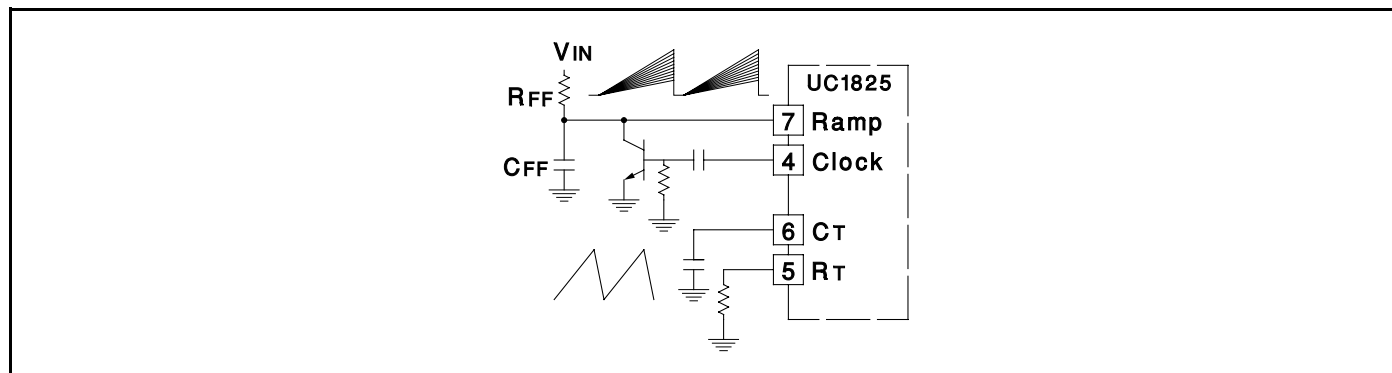 VIN
RFF
CFF
UC1825
7 Ramp
4 Clock
6 CT
5 RT